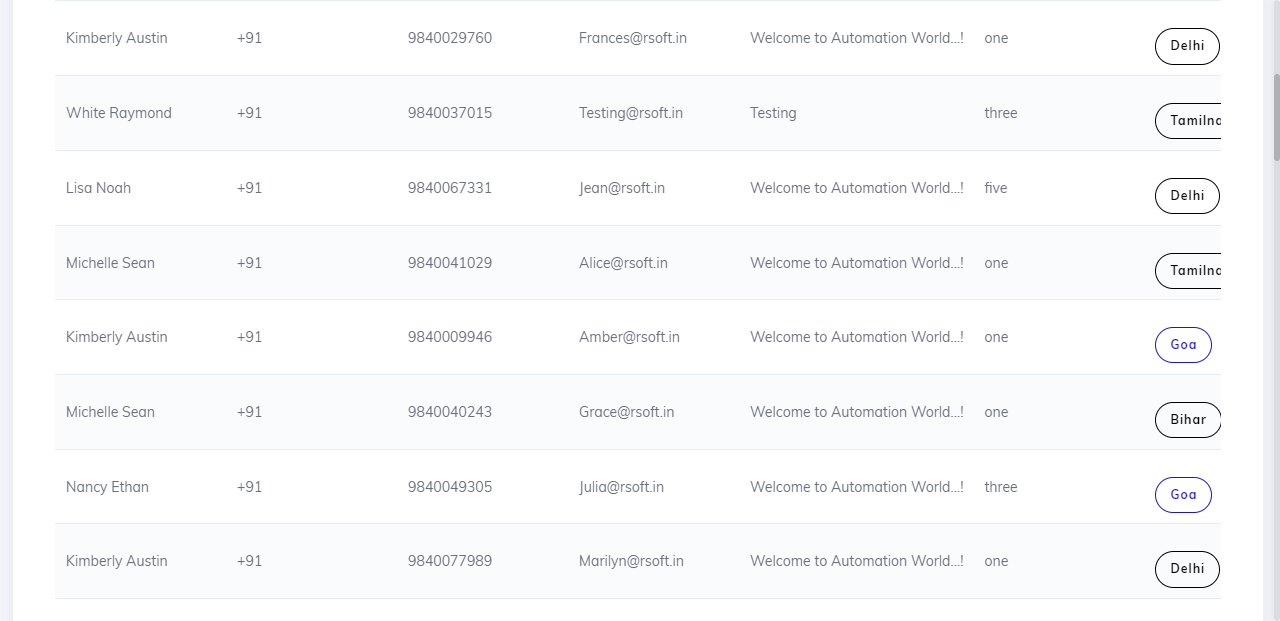 Kimberly Austin +91 9840029760 Frances@rsoft.in Welcome to Automation World...! one Delhi
White Raymond +91 9840037015 Testing@rsoft.in Testing three Tamilna
Lisa Noah +91 9840067331 Jean@rsoft.in Welcome to Automation World...! five Delhi
Michelle Sean +91 9840041029 Alice@rsoft.in Welcome to Automation World...! one Tamilna
Kimberly Austin +91 9840009946 Amber@rsoft.in Welcome to Automation World...! one Goa
Michelle Sean +91 9840040243 Grace@rsoft.in Welcome to Automation World...! one Bihar
Nancy Ethan +91 9840049305 Julia@rsoft.in Welcome to Automation World...! three Goa
Kimberly Austin +91 9840077989 Marilyn@rsoft.in Welcome to Automation World...! one Delhi